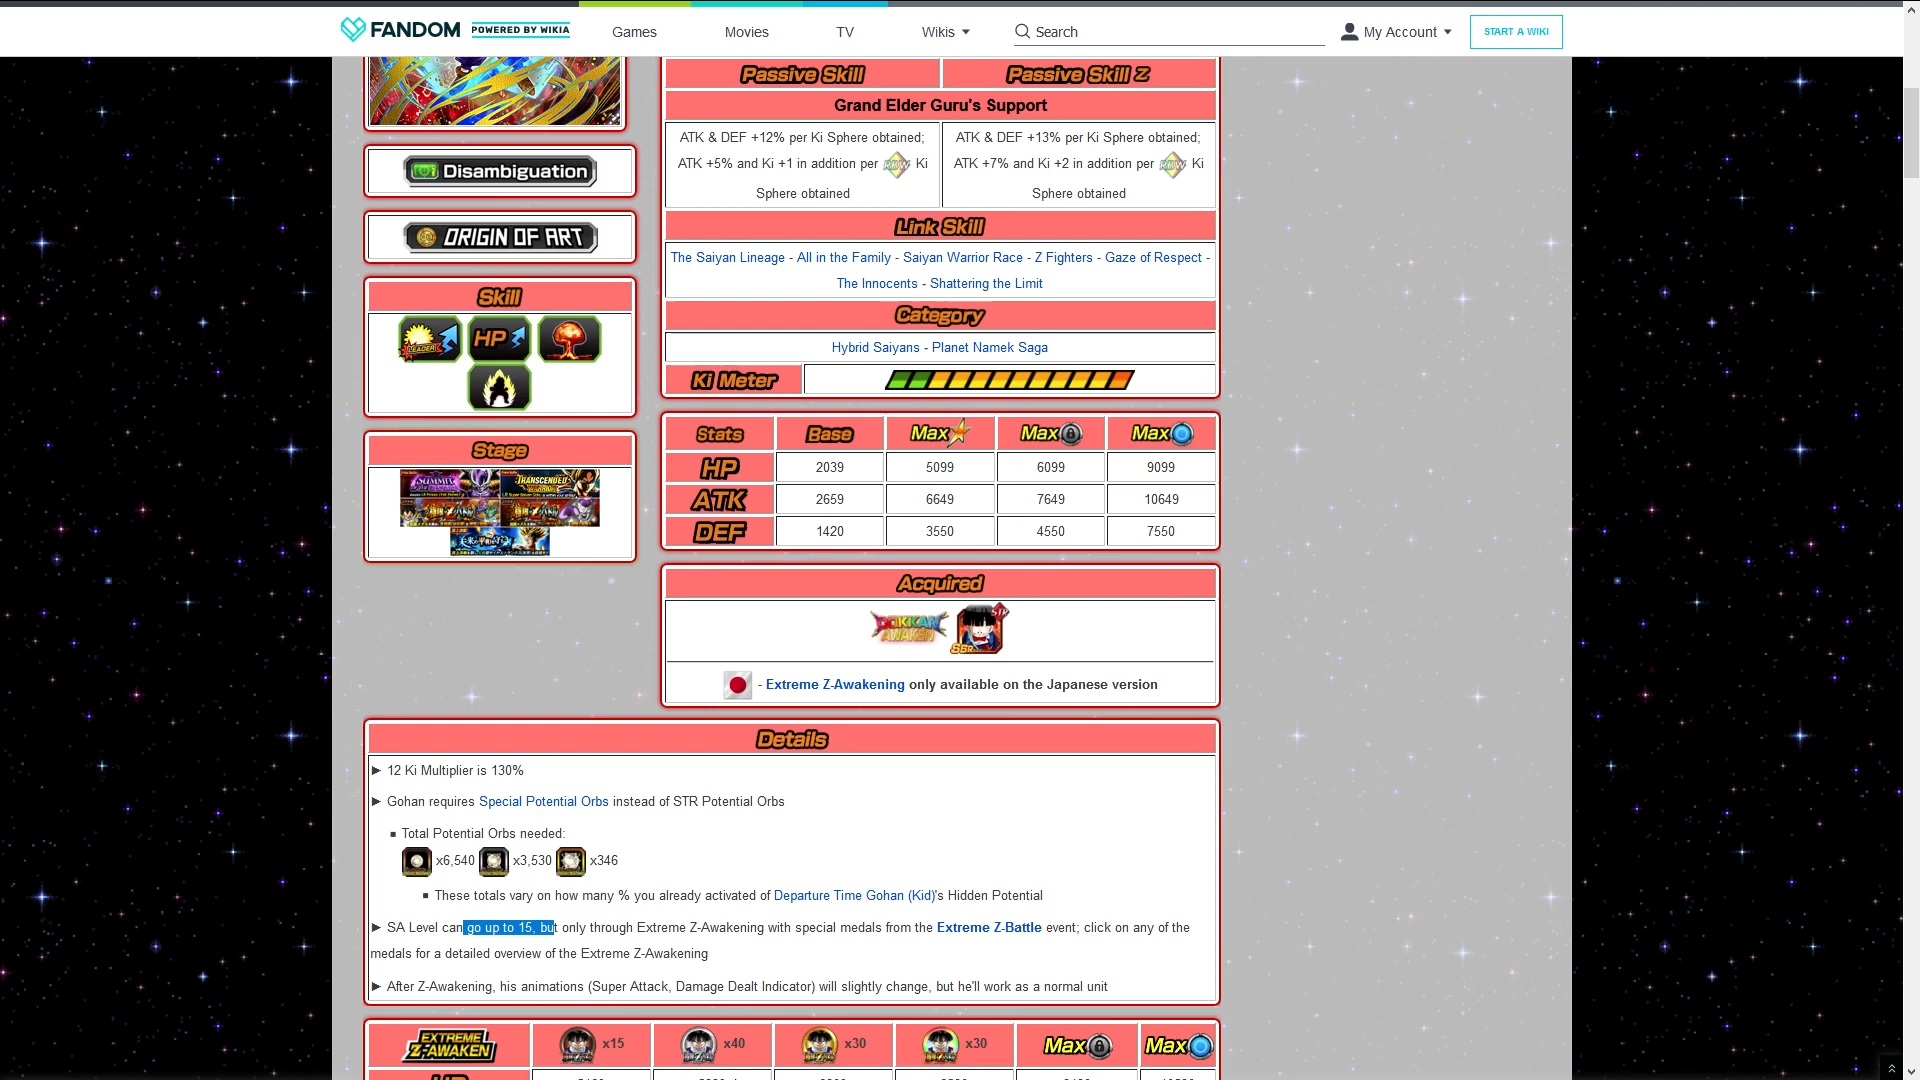 FANDOM POWERED BY WIKIA Games Movies TV Wikis Search My Account START A WIKI
Passive Skill Passive Skill Z
Grand Elder Guru's Support
ATK & DEF +12% per Ki Sphere obtained;
ATK +5% and Ki +1 in addition per RBW Ki
Sphere obtained
ATK & DEF +13% per Ki Sphere obtained;
ATK +7% and Ki +2 in addition per RBW Ki
Sphere obtained
Link Skill
The Saiyan Lineage - All in the Family - Saiyan Warrior Race - Z Fighters - Gaze of Respect -
The Innocents - Shattering the Limit
Category
Hybrid Saiyans - Planet Namek Saga
Ki Meter
Disambiguation
ORIGIN OF ART
Skill
LEADER HP
Stage
SUMMIT TRANSCENDED
Stats Base Max Max Max
HP 2039 5099 6099 9099
ATK 2659 6649 7649 10649
DEF 1420 3550 4550 7550
Acquired
DOKKAN AWAKEN SSR STR
- Extreme Z-Awakening only available on the Japanese version
Details
► 12 Ki Multiplier is 130%
► Gohan requires Special Potential Orbs instead of STR Potential Orbs
▪ Total Potential Orbs needed:
x6,540 x3,530 x346
▪ These totals vary on how many % you already activated of Departure Time Gohan (Kid)'s Hidden Potential
► SA Level can go up to 15, but only through Extreme Z-Awakening with special medals from the Extreme Z-Battle event; click on any of the
medals for a detailed overview of the Extreme Z-Awakening
► After Z-Awakening, his animations (Super Attack, Damage Dealt Indicator) will slightly change, but he'll work as a normal unit
EXTREME Z-AWAKEN x15 x40 x30 x30 Max Max